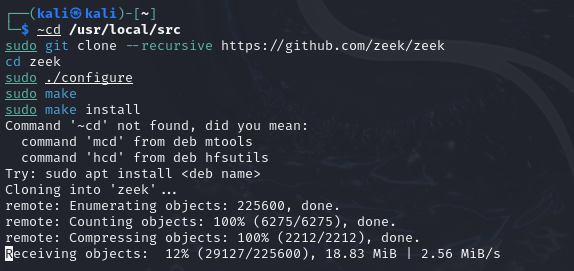 ┌──(kali㉿kali)-[~]
└─$ ~cd /usr/local/src
sudo git clone --recursive https://github.com/zeek/zeek
cd zeek
sudo ./configure
sudo make
sudo make install
Command '~cd' not found, did you mean:
  command 'mcd' from deb mtools
  command 'hcd' from deb hfsutils
Try: sudo apt install <deb name>
Cloning into 'zeek'...
remote: Enumerating objects: 225600, done.
remote: Counting objects: 100% (6275/6275), done.
remote: Compressing objects: 100% (2212/2212), done.
Receiving objects:  12% (29127/225600), 18.83 MiB | 2.56 MiB/s